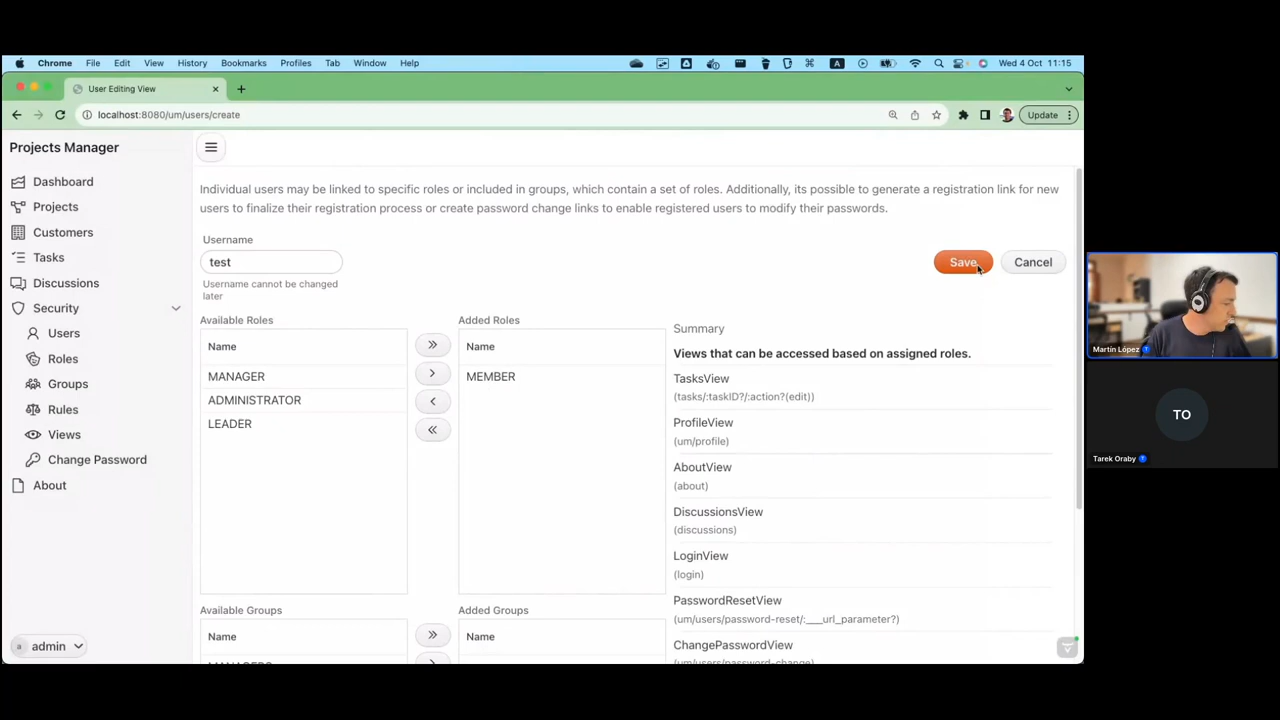 Chrome File Edit View History Bookmarks Profiles Tab Window Help
A
Wed 4 Oct 11:15
User Editing View
localhost:8080/um/users/create
Update
Projects Manager
Dashboard
Projects
Customers
Tasks
Discussions
Security
Users
Roles
Groups
Rules
Views
Change Password
About
a admin
Individual users may be linked to specific roles or included in groups, which contain a set of roles. Additionally, its possible to generate a registration link for new
users to finalize their registration process or create password change links to enable registered users to modify their passwords.
Username
test
Username cannot be changed
later
Save
Cancel
Available Roles
Name
MANAGER
ADMINISTRATOR
LEADER
Added Roles
Name
MEMBER
Summary
Views that can be accessed based on assigned roles.
TasksView
(tasks/:taskID?/:action?(edit))
ProfileView
(um/profile)
AboutView
(about)
DiscussionsView
(discussions)
LoginView
(login)
PasswordResetView
(um/users/password-reset/:___url_parameter?)
ChangePasswordView
(um/users/password-change)
Available Groups
Name
MANAGERS
Added Groups
Name
Martín López
TO
Tarek Oraby